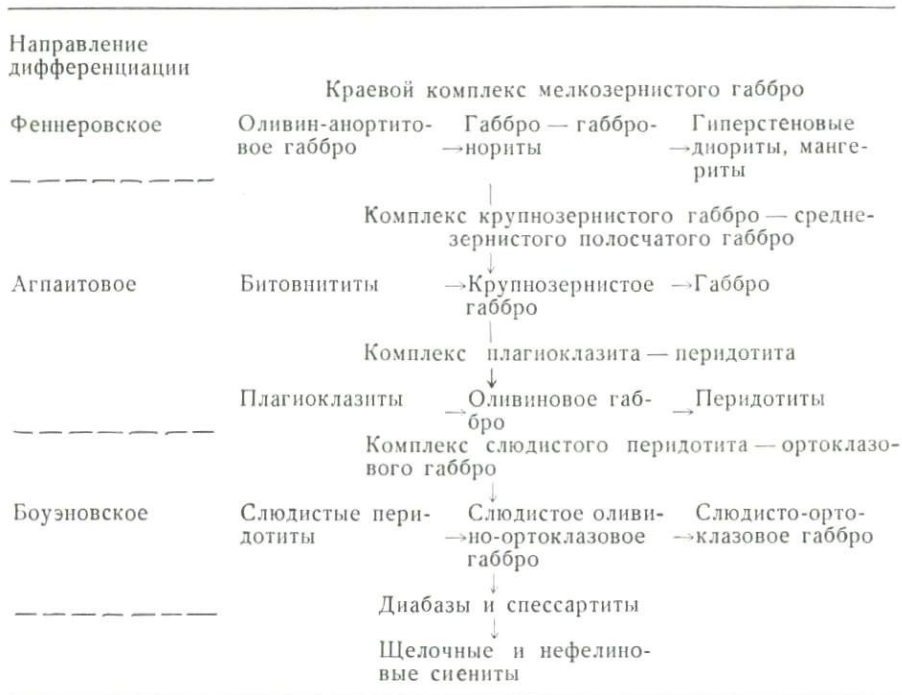 Направление
дифференциации
Краевой комплекс мелкозернистого габбро
Феннеровское Оливин-анортито- Габбро — габбро- Гиперстеновые
вое габбро →нориты →диориты, манге-
риты
Комплекс крупнозернистого габбро — средне-
зернистого полосчатого габбро
Агпаитовое Битовнититы →Крупнозернистое →Габбро
габбро
Комплекс плагиоклазита — перидотита
Плагиоклазиты →Оливиновое габ- →Перидотиты
бро
Комплекс слюдистого перидотита — ортоклазо-
вого габбро
Боуэновское Слюдистые пери- Слюдистое оливи- Слюдисто-орто-
дотиты →но-ортоклазовое →клазовое габбро
габбро
Диабазы и спессартиты
Щелочные и нефелино-
вые сиениты